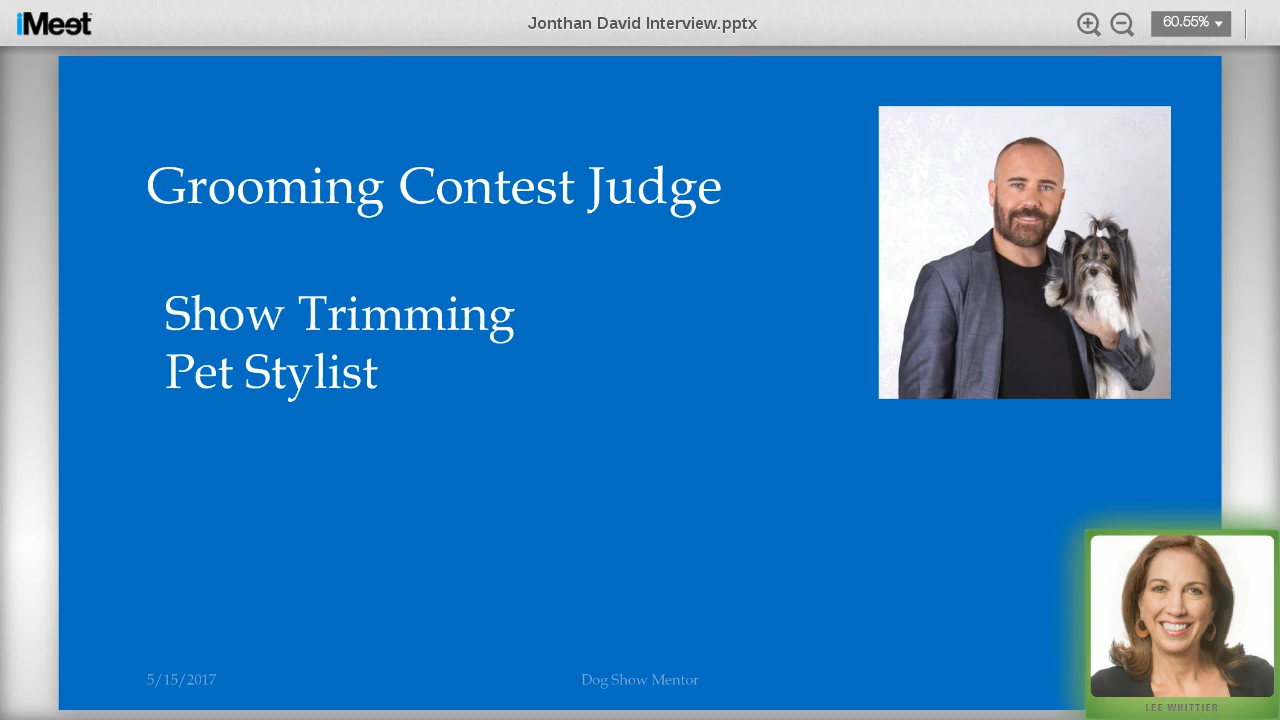 iMeet
Jonthan David Interview.pptx
60.55%
Grooming Contest Judge
Show Trimming
Pet Stylist
5/15/2017
Dog Show Mentor
LEE WHITTIER